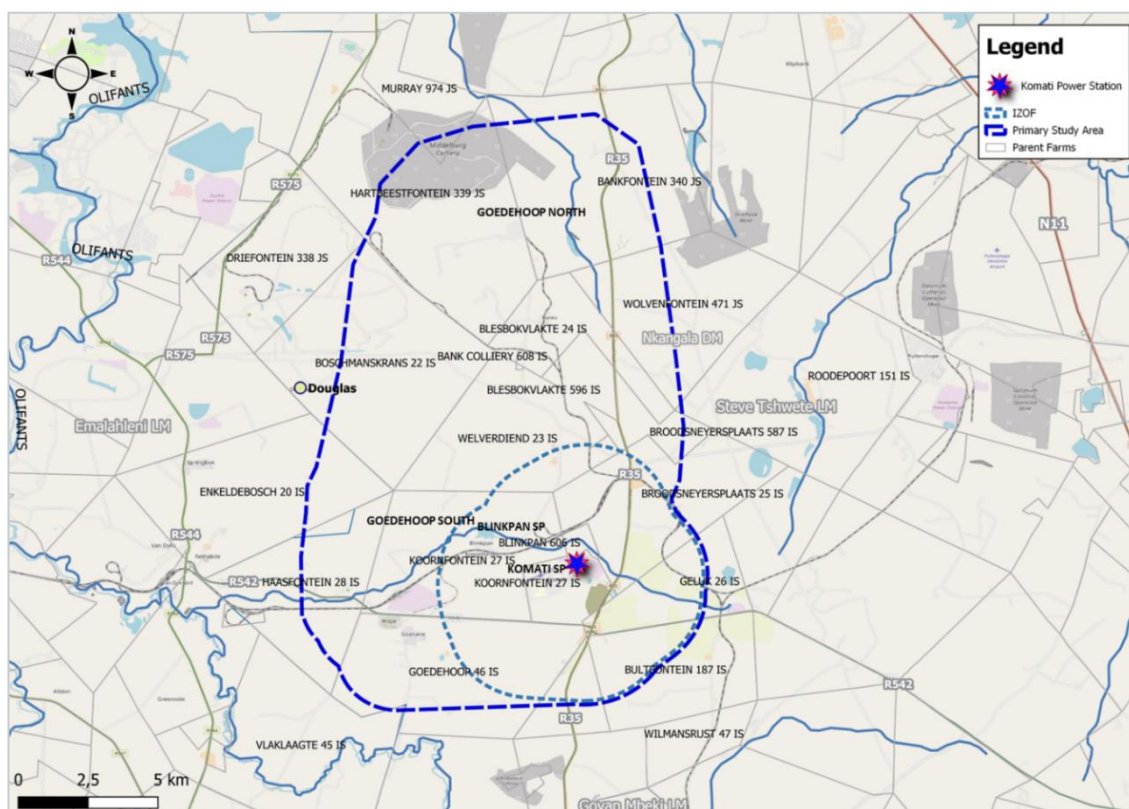 N
W
E
S
OLIFANTS
Legend
Komati Power Station
IZOF
Primary Study Area
Parent Farms
MURRAY 974 JS
Middelburg
Colliery
R35
R575
BANKFONTEIN 340 JS
HARTJEESTFONTEIN 339 JS
GOEDEHOOP NORTH
N11
OLIFANTS
R544
DRIEFONTEIN 338 JS
WOLVENFONTEIN 471 JS
BLESBOKVLAKTE 24 IS
Nkangala DM
R575
BANK COLLIERY 608 IS
BOSCHMANSKRANS 22 IS
ROODEPOORT 151 IS
Douglas
BLESBOKVLAKTE 596 IS
OLIFANTS
Steve Tshwete LM
Emalahleni LM
BROODSNEYERSPLAATS 587 IS
WELVERDIEND 23 IS
R35
ENKELDEBOSCH 20 IS
BROODSNEYERSPLAATS 25 IS
GOEDEHOOP SOUTH
BLINKPAN SP
R544
BLINKPAN 606 IS
Blinkpan
Van Dyk
KOORNFONTEIN 27 IS
KOMATI SP
R542
HAASFONTEIN 28 IS
KOORNFONTEIN 27 IS
GELUK 26 IS
GOEDEHOOP 46 IS
BULTFONTEIN 187 IS
R542
R35
WILMANSRUST 47 IS
VLAKLAAGTE 45 IS
0 2,5 5 km
Govan Mbeki LM